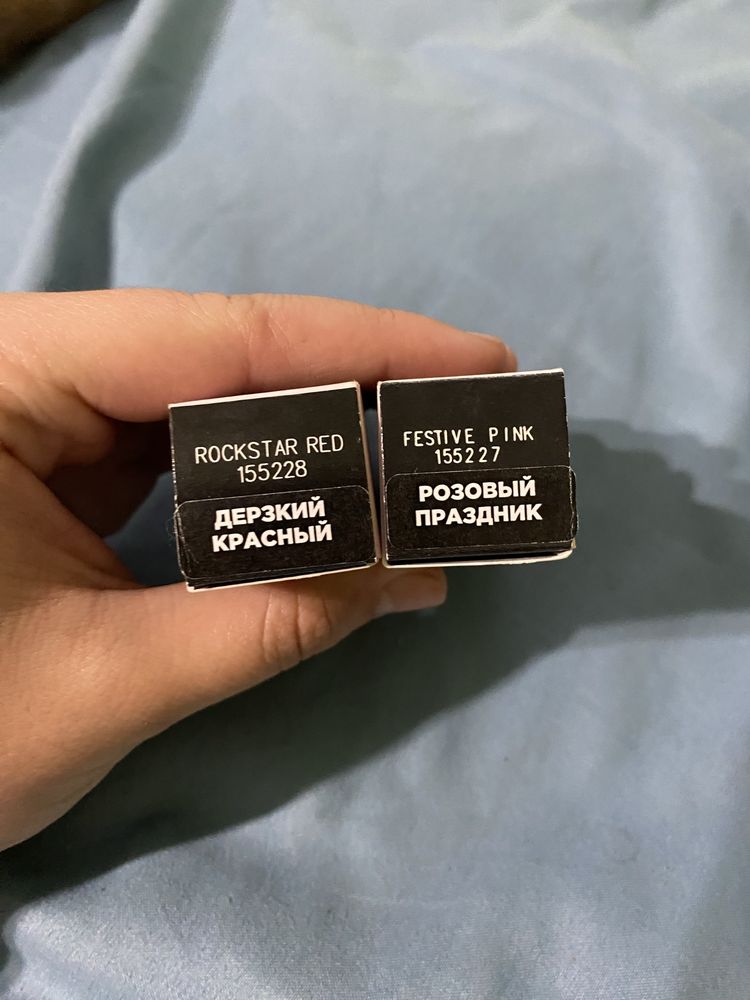 ROCKSTAR RED
155228
ДЕРЗКИЙ
КРАСНЫЙ
FESTIVE PINK
155227
РОЗОВЫЙ
ПРАЗДНИК